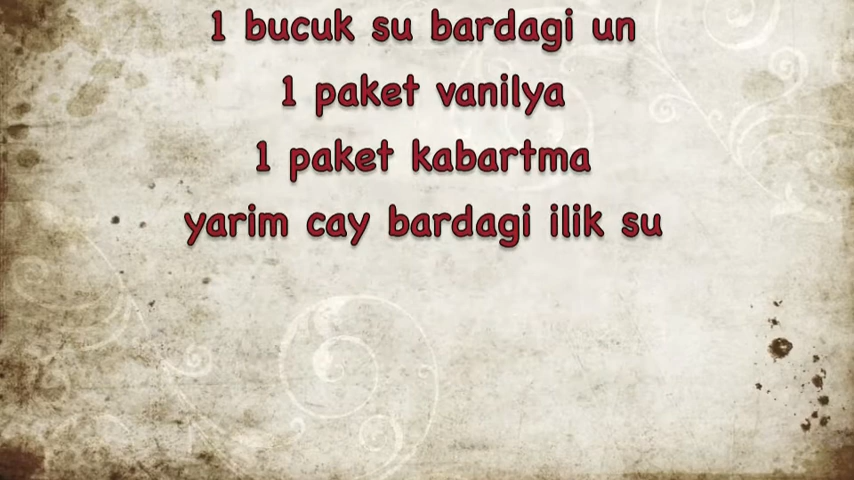 1 bucuk su bardagi un
1 paket vanilya
1 paket kabartma
yarim cay bardagi ilik su